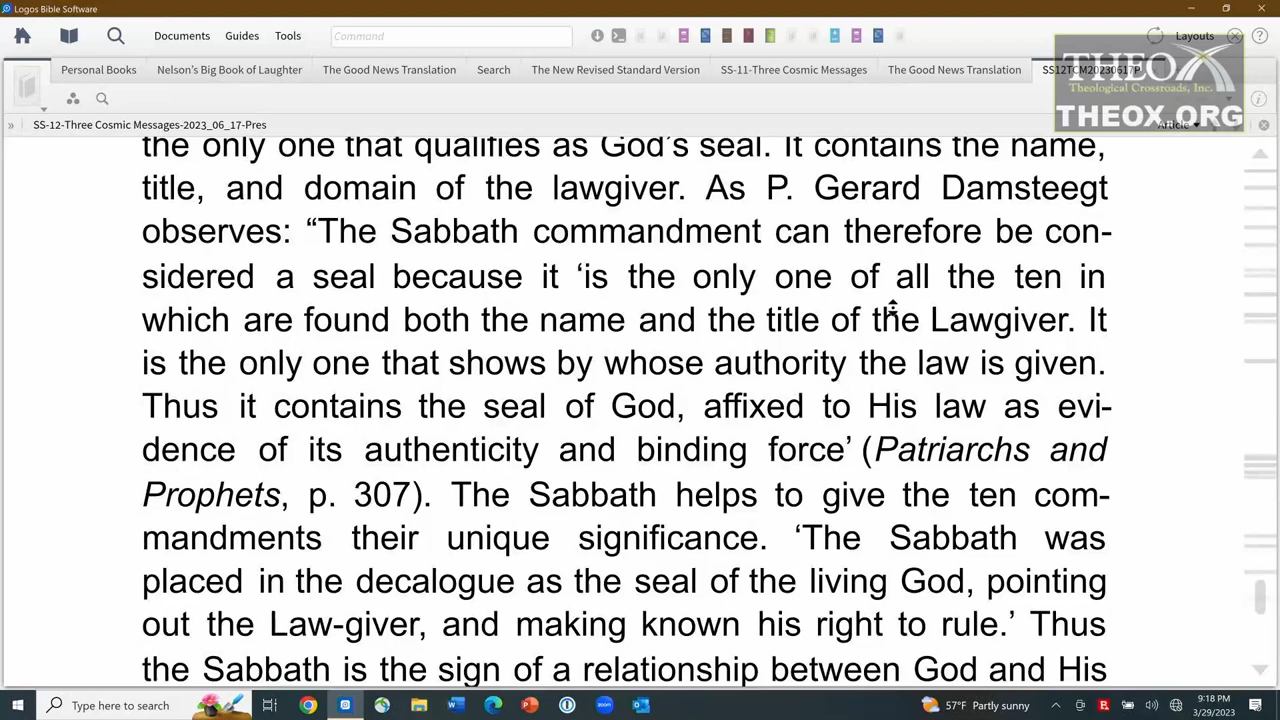 Logos Bible Software
Documents Guides Tools Command Layouts
THEOX
Theological Crossroads, Inc.
THEOX.ORG
Personal Books Nelson's Big Book of Laughter The Go Communication Search The New Revised Standard Version SS-11-Three Cosmic Messages The Good News Translation SS12TCM20230617P
SS-12-Three Cosmic Messages-2023_06_17-Pres Article
the only one that qualifies as God's seal. It contains the name,
title, and domain of the lawgiver. As P. Gerard Damsteegt
observes: “The Sabbath commandment can therefore be con-
sidered a seal because it ‘is the only one of all the ten in
which are found both the name and the title of the Lawgiver. It
is the only one that shows by whose authority the law is given.
Thus it contains the seal of God, affixed to His law as evi-
dence of its authenticity and binding force’ (Patriarchs and
Prophets, p. 307). The Sabbath helps to give the ten com-
mandments their unique significance. ‘The Sabbath was
placed in the decalogue as the seal of the living God, pointing
out the Law-giver, and making known his right to rule.’ Thus
the Sabbath is the sign of a relationship between God and His
Type here to search 57°F Partly sunny 9:18 PM
3/29/2023